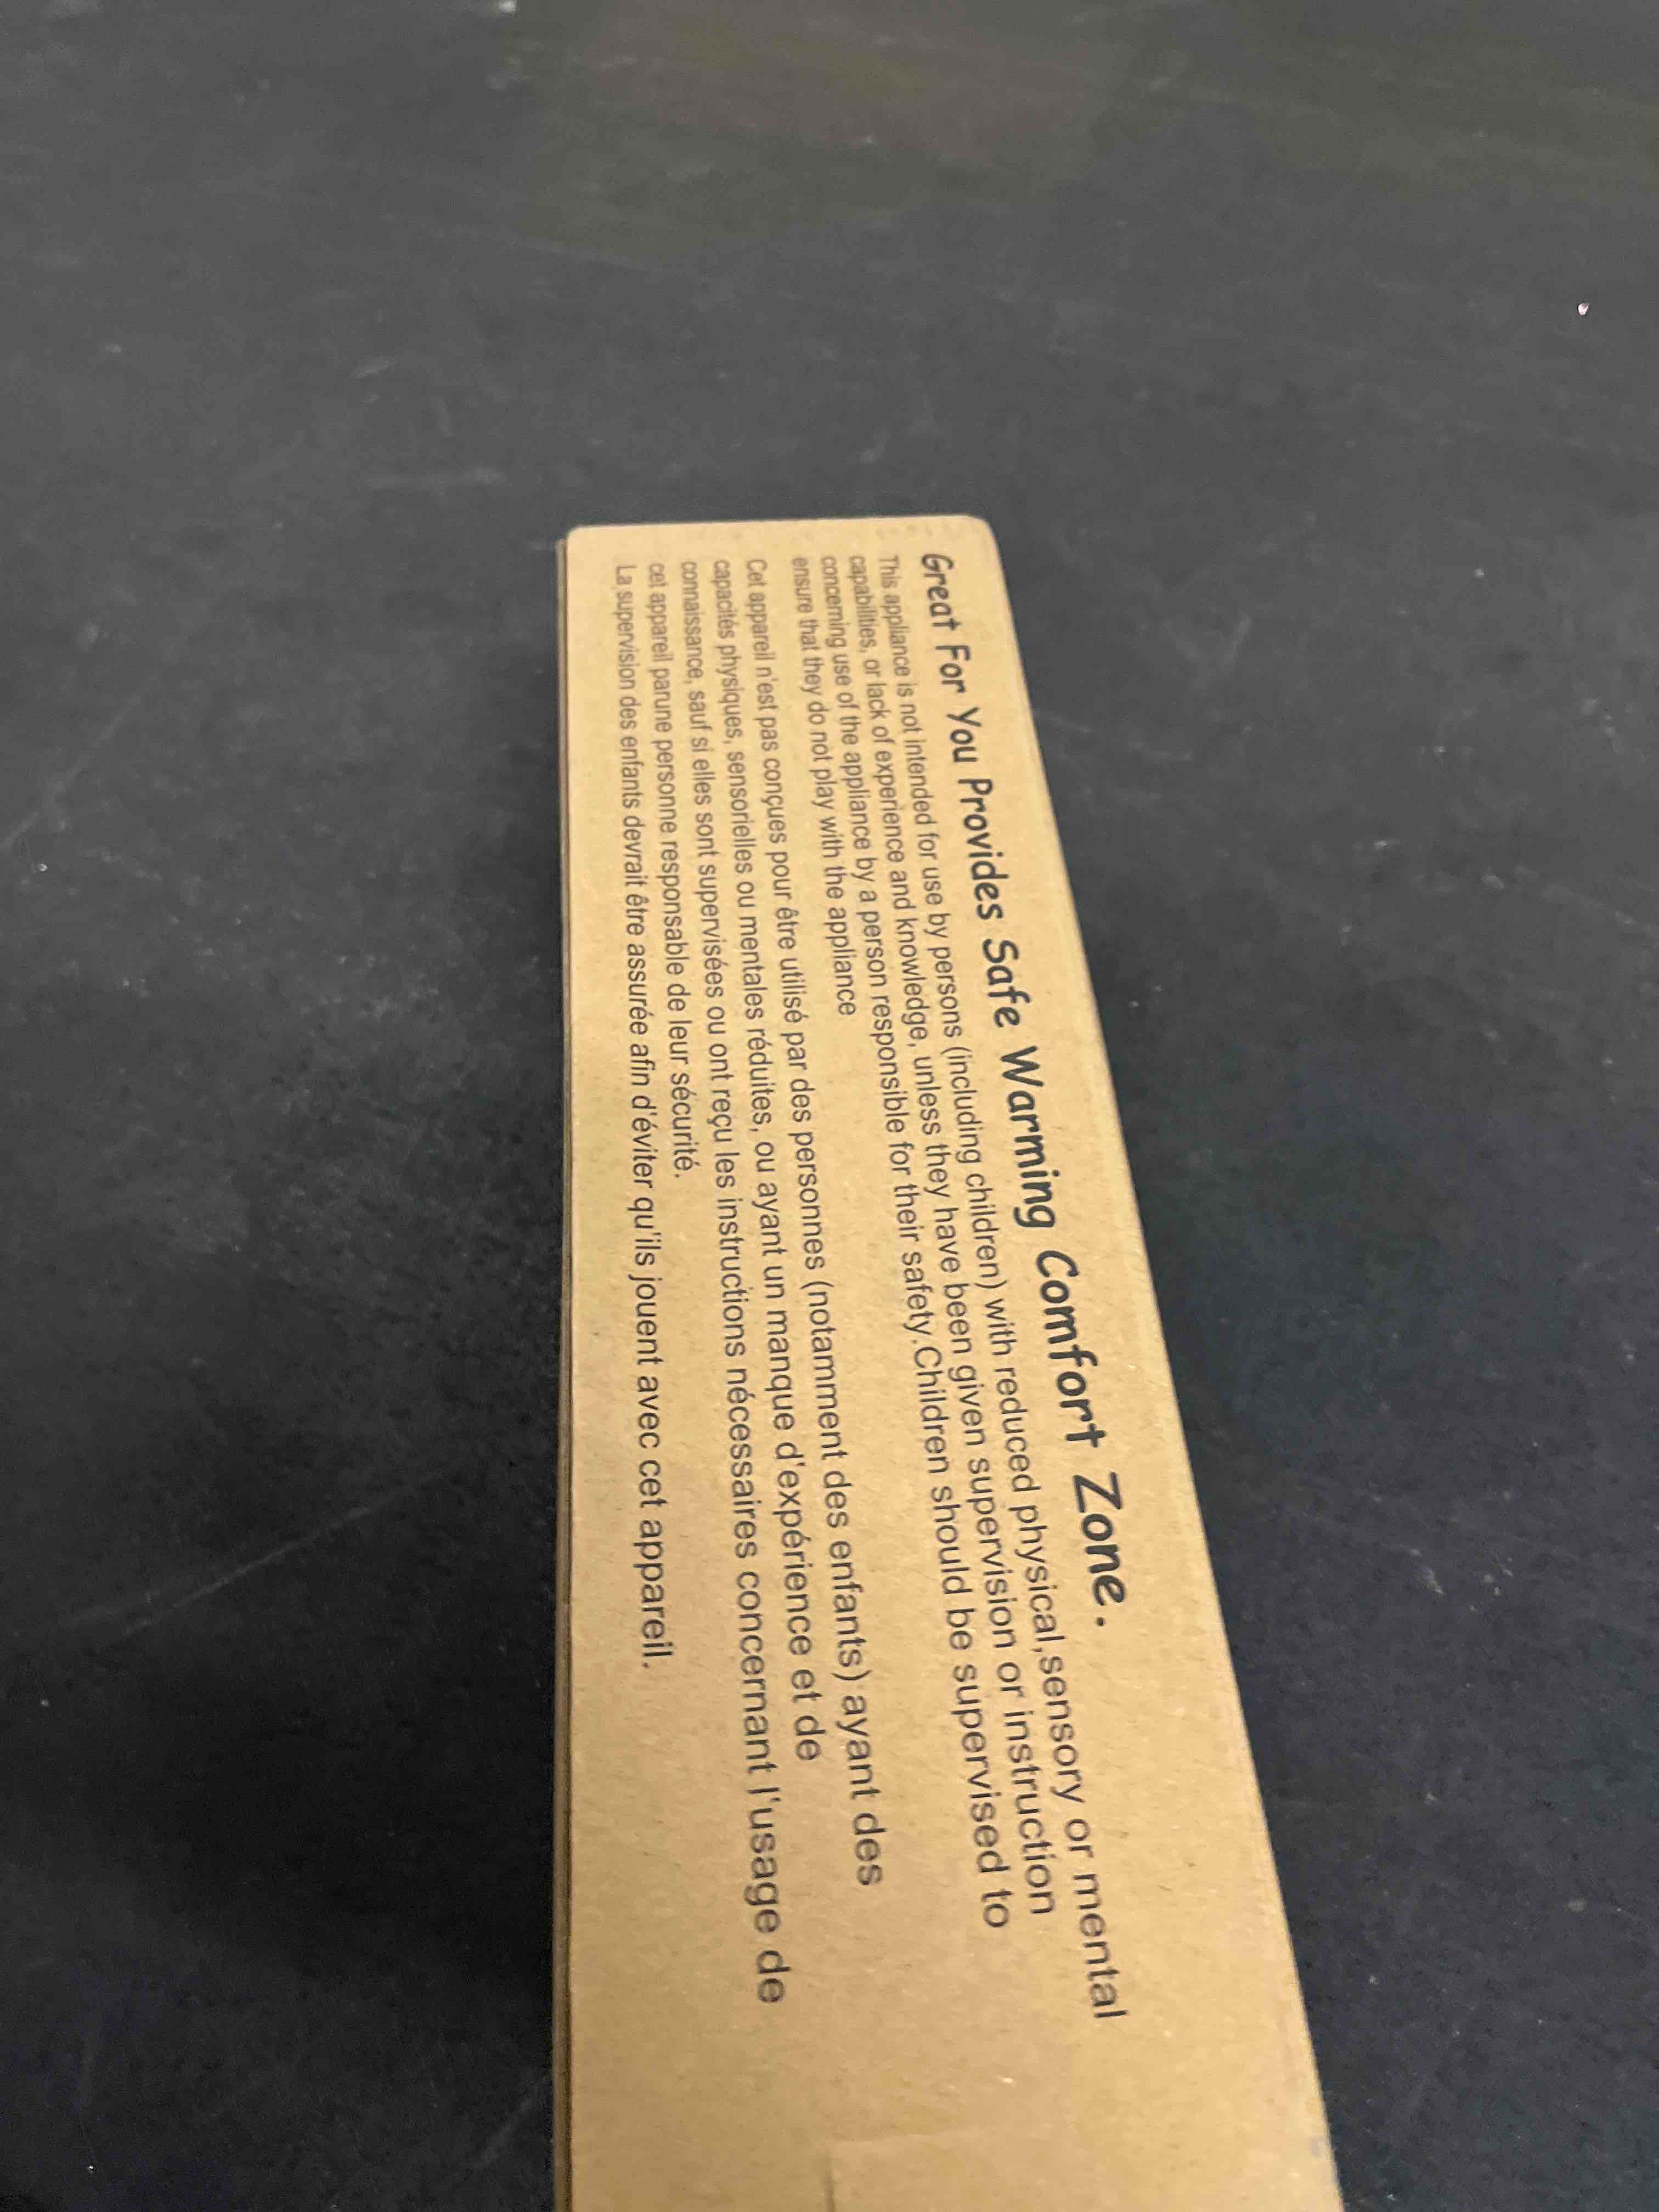 Great For You Provides Safe Warming Comfort Zone.
This appliance is not intended for use by persons (including children) with reduced physical,sensory or mental
capabilities, or lack of experience and knowledge, unless they have been given supervision or instruction
concerning use of the appliance by a person responsible for their safety.Children should be supervised to
ensure that they do not play with the appliance
Cet appareil n'est pas conçues pour être utilisé par des personnes (notamment des enfants) ayant des
capacités physiques, sensorielles ou mentales réduites, ou ayant un manque d'expérience et de
connaissance, sauf si elles sont supervisées ou ont reçu les instructions nécessaires concernant l'usage de
cet appareil parune personne responsable de leur sécurité.
La supervision des enfants devrait être assurée afin d'éviter qu'ils jouent avec cet appareil.